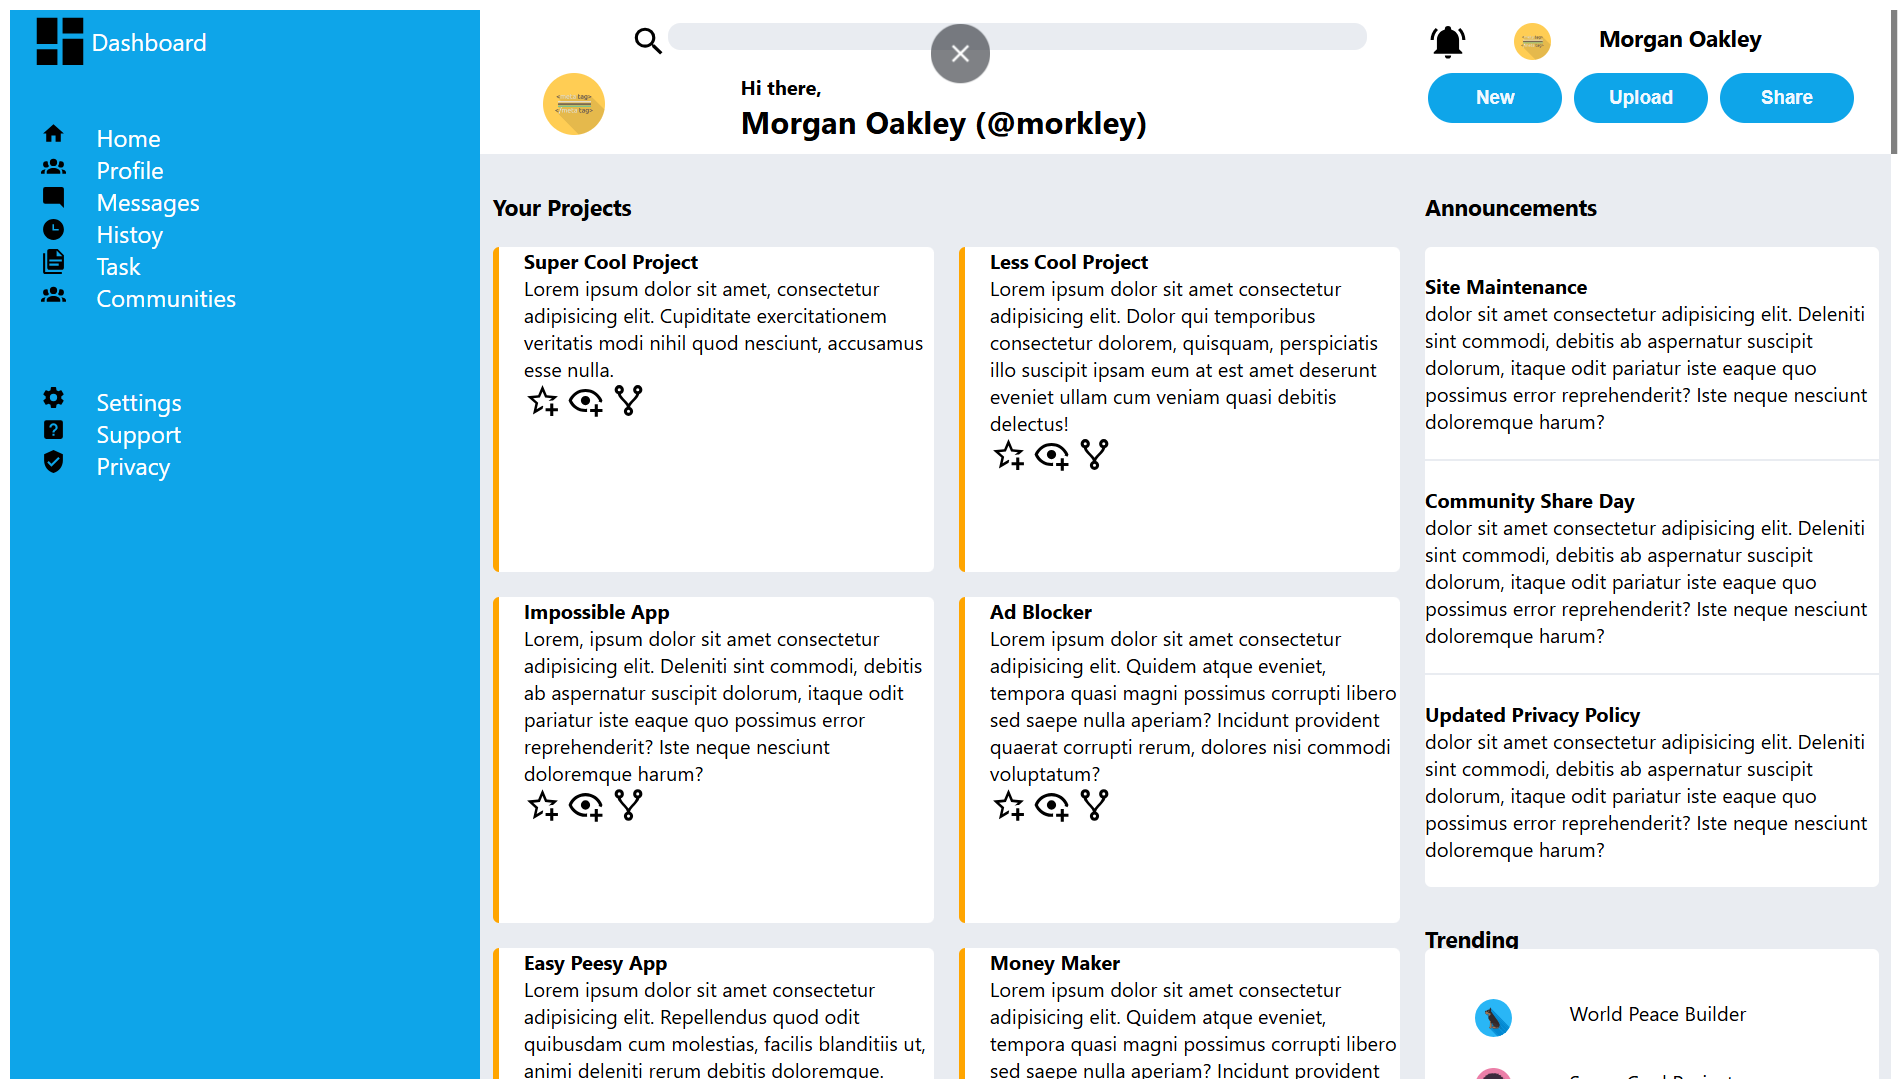 Dashboard
Home
Profile
Messages
Histoy
Task
Communities
Settings
Support
Privacy
Morgan Oakley
Hi there,
Morgan Oakley (@morkley)
New
Upload
Share
Your Projects
Super Cool Project
Lorem ipsum dolor sit amet, consectetur
adipisicing elit. Cupiditate exercitationem
veritatis modi nihil quod nesciunt, accusamus
esse nulla.
Less Cool Project
Lorem ipsum dolor sit amet consectetur
adipisicing elit. Dolor qui temporibus
consectetur dolorem, quisquam, perspiciatis
illo suscipit ipsam eum at est amet deserunt
eveniet ullam cum veniam quasi debitis
delectus!
Impossible App
Lorem, ipsum dolor sit amet consectetur
adipisicing elit. Deleniti sint commodi, debitis
ab aspernatur suscipit dolorum, itaque odit
pariatur iste eaque quo possimus error
reprehenderit? Iste neque nesciunt
doloremque harum?
Ad Blocker
Lorem ipsum dolor sit amet consectetur
adipisicing elit. Quidem atque eveniet,
tempora quasi magni possimus corrupti libero
sed saepe nulla aperiam? Incidunt provident
quaerat corrupti rerum, dolores nisi commodi
voluptatum?
Easy Peesy App
Lorem ipsum dolor sit amet consectetur
adipisicing elit. Repellendus quod odit
quibusdam cum molestias, facilis blanditiis ut,
animi deleniti rerum debitis doloremque.
Money Maker
Lorem ipsum dolor sit amet consectetur
adipisicing elit. Quidem atque eveniet,
tempora quasi magni possimus corrupti libero
sed saepe nulla aperiam? Incidunt provident
Announcements
Site Maintenance
dolor sit amet consectetur adipisicing elit. Deleniti
sint commodi, debitis ab aspernatur suscipit
dolorum, itaque odit pariatur iste eaque quo
possimus error reprehenderit? Iste neque nesciunt
doloremque harum?
Community Share Day
dolor sit amet consectetur adipisicing elit. Deleniti
sint commodi, debitis ab aspernatur suscipit
dolorum, itaque odit pariatur iste eaque quo
possimus error reprehenderit? Iste neque nesciunt
doloremque harum?
Updated Privacy Policy
dolor sit amet consectetur adipisicing elit. Deleniti
sint commodi, debitis ab aspernatur suscipit
dolorum, itaque odit pariatur iste eaque quo
possimus error reprehenderit? Iste neque nesciunt
doloremque harum?
Trending
World Peace Builder